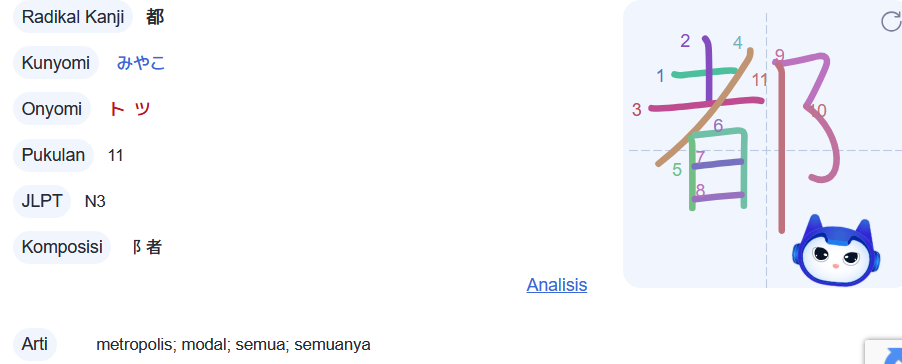 Radikal Kanji 都
Kunyomi みやこ
Onyomi ト ツ
Pukulan 11
JLPT N3
Komposisi 阝者
Analisis
Arti metropolis; modal; semua; semuanya
都
1
2
3
4
5
6
7
8
9
10
11